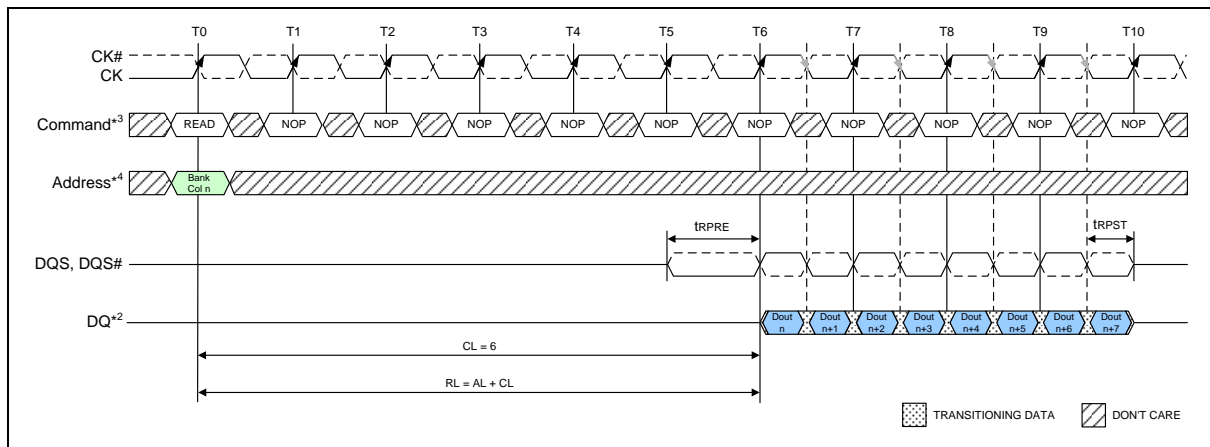 T0 T1 T2 T3 T4 T5 T6 T7 T8 T9 T10
CK#
CK
Command*3 READ NOP NOP NOP NOP NOP NOP NOP NOP NOP NOP
Address*4 Bank
Col n
tRPRE tRPST
DQS, DQS#
DQ*2 Dout n Dout n+1 Dout n+2 Dout n+3 Dout n+4 Dout n+5 Dout n+6 Dout n+7
CL = 6
RL = AL + CL
TRANSITIONING DATA DON'T CARE